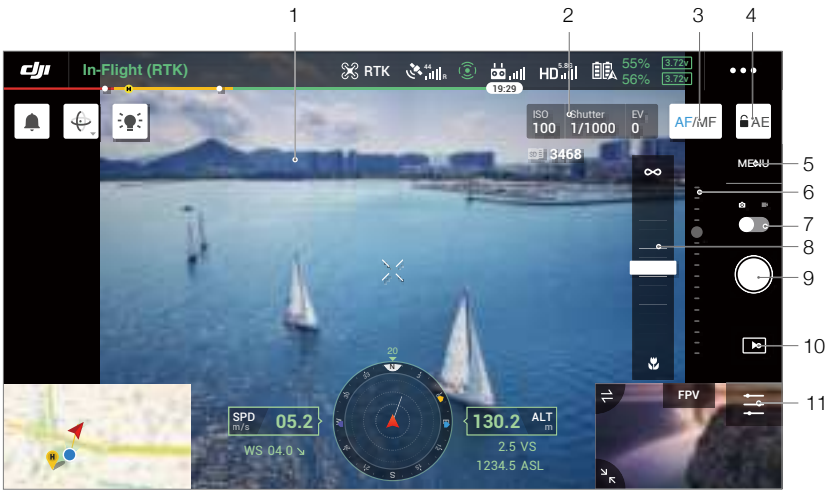 1 2 3 4
dji In-Flight (RTK) RTK 44 R HD 5.8G 55% 3.72v
56% 3.72v
19:29
H
ISO Shutter EV
100 1/1000 0
AF/MF AE
3468
∞
MENU 5
6
7
8
9
10
20
N
S
SPD m/s 05.2
WS 04.0 ↘
130.2 ALT m
2.5 VS
1234.5 ASL
H
FPV
11